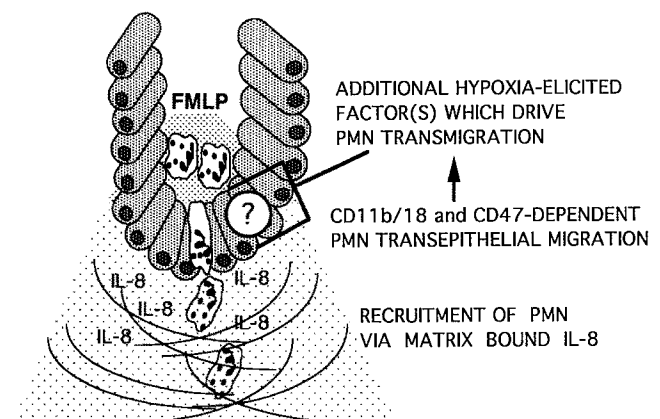 FMLP
ADDITIONAL HYPOXIA-ELICITED
FACTOR(S) WHICH DRIVE
PMN TRANSMIGRATION
?
CD11b/18 and CD47-DEPENDENT
PMN TRANSEPITHELIAL MIGRATION
IL-8
IL-8
IL-8
IL-8
IL-8
RECRUITMENT OF PMN
VIA MATRIX BOUND IL-8